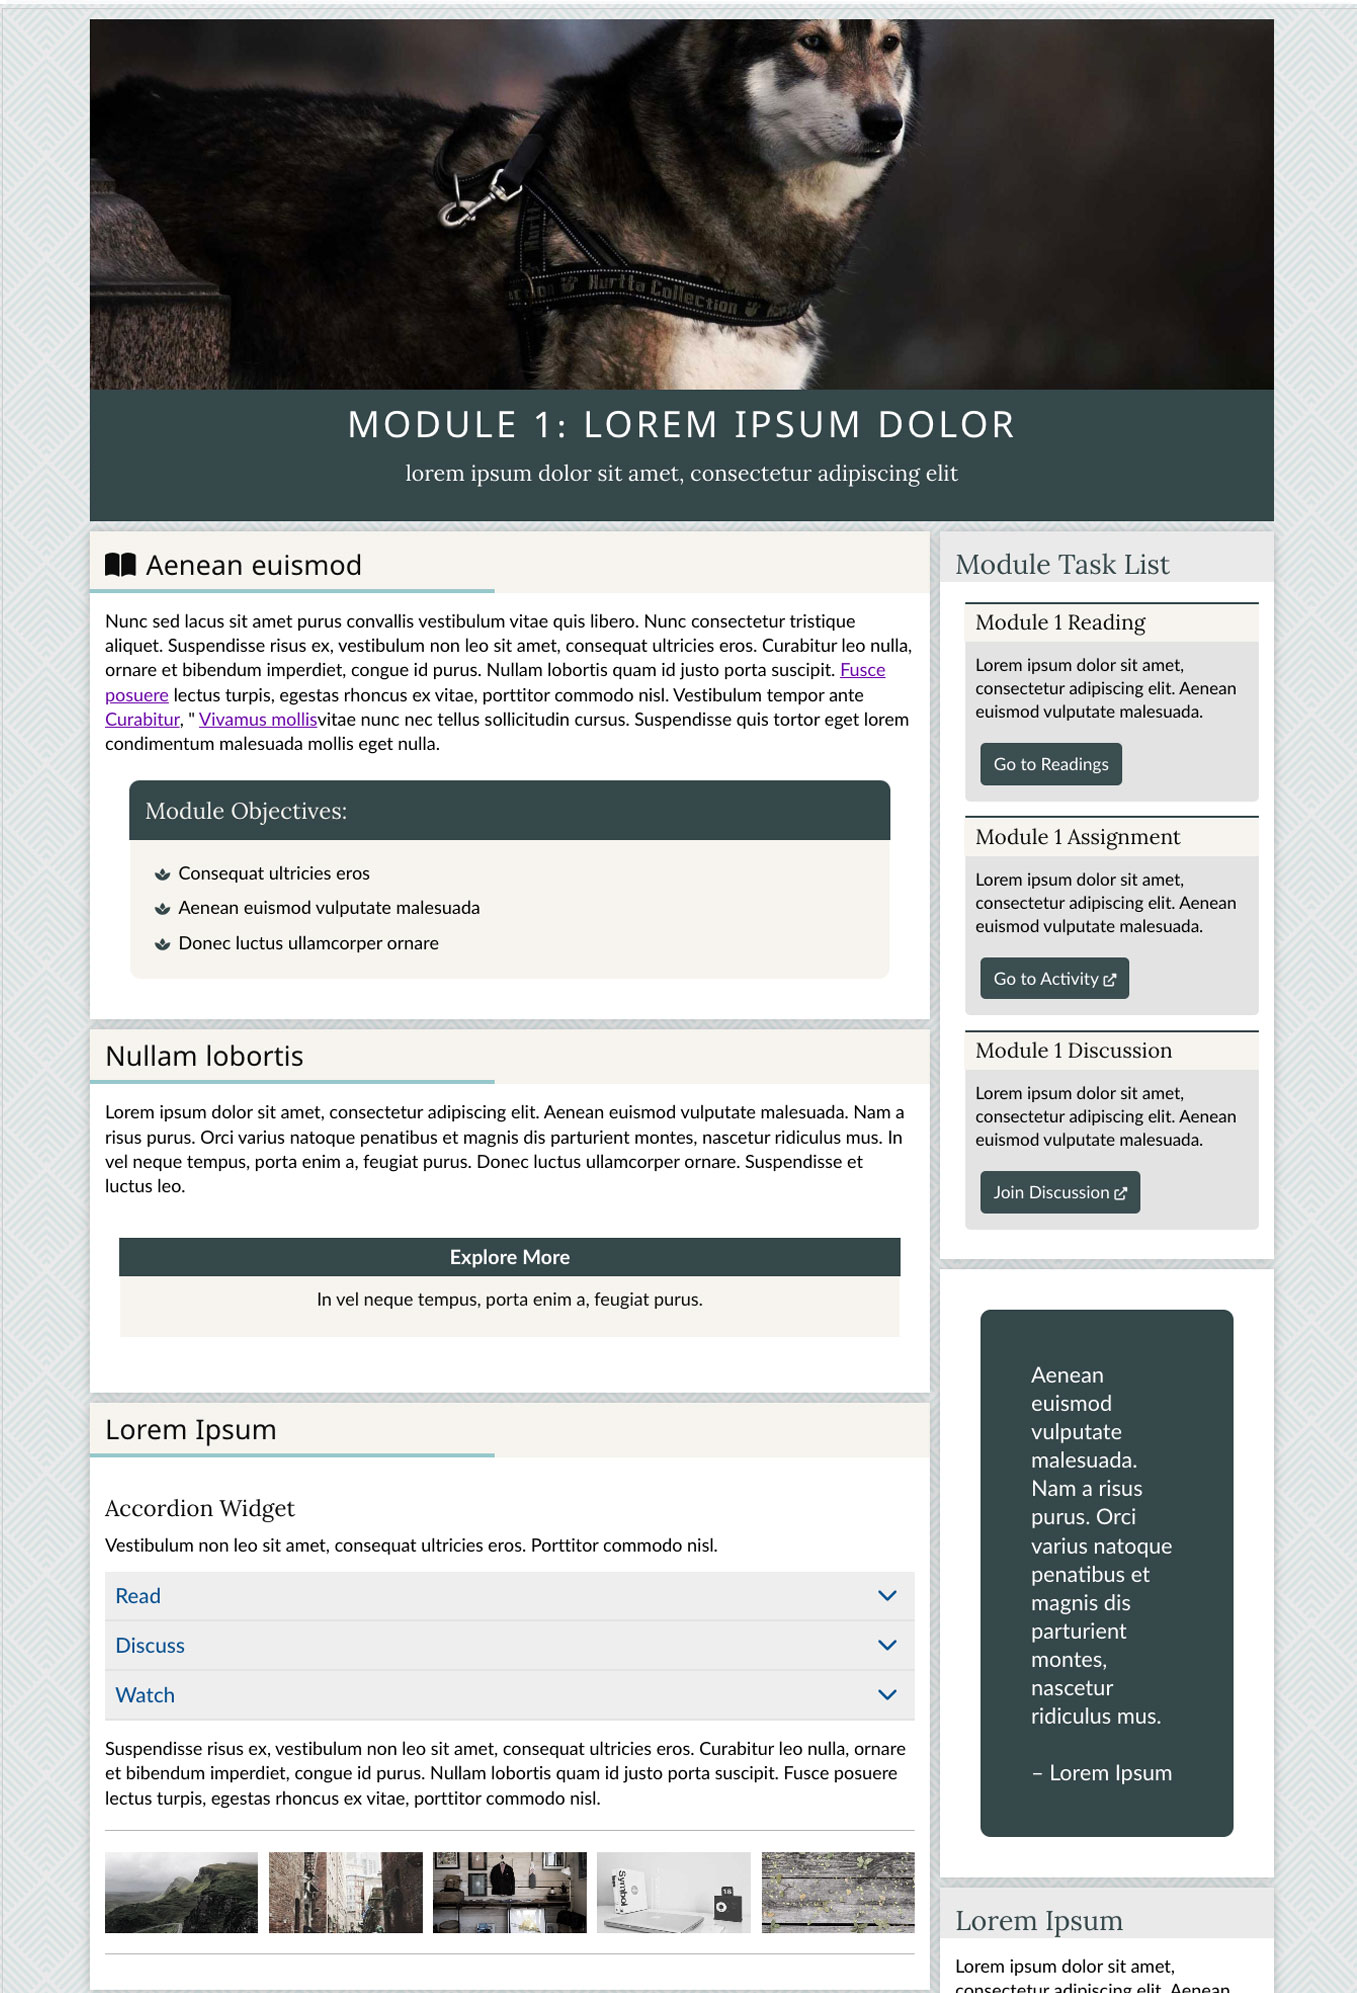 Hurtta Collection
MODULE 1: LOREM IPSUM DOLOR
lorem ipsum dolor sit amet, consectetur adipiscing elit
Aenean euismod
Nunc sed lacus sit amet purus convallis vestibulum vitae quis libero. Nunc consectetur tristique
aliquet. Suspendisse risus ex, vestibulum non leo sit amet, consequat ultricies eros. Curabitur leo nulla,
ornare et bibendum imperdiet, congue id purus. Nullam lobortis quam id justo porta suscipit. Fusce
posuere lectus turpis, egestas rhoncus ex vitae, porttitor commodo nisl. Vestibulum tempor ante
Curabitur, " Vivamus mollisvitae nunc nec tellus sollicitudin cursus. Suspendisse quis tortor eget lorem
condimentum malesuada mollis eget nulla.
Module Objectives:
Consequat ultricies eros
Aenean euismod vulputate malesuada
Donec luctus ullamcorper ornare
Nullam lobortis
Lorem ipsum dolor sit amet, consectetur adipiscing elit. Aenean euismod vulputate malesuada. Nam a
risus purus. Orci varius natoque penatibus et magnis dis parturient montes, nascetur ridiculus mus. In
vel neque tempus, porta enim a, feugiat purus. Donec luctus ullamcorper ornare. Suspendisse et
luctus leo.
Explore More
In vel neque tempus, porta enim a, feugiat purus.
Lorem Ipsum
Accordion Widget
Vestibulum non leo sit amet, consequat ultricies eros. Porttitor commodo nisl.
Read
Discuss
Watch
Suspendisse risus ex, vestibulum non leo sit amet, consequat ultricies eros. Curabitur leo nulla, ornare
et bibendum imperdiet, congue id purus. Nullam lobortis quam id justo porta suscipit. Fusce posuere
lectus turpis, egestas rhoncus ex vitae, porttitor commodo nisl.
Symbol
18
Module Task List
Module 1 Reading
Lorem ipsum dolor sit amet,
consectetur adipiscing elit. Aenean
euismod vulputate malesuada.
Go to Readings
Module 1 Assignment
Lorem ipsum dolor sit amet,
consectetur adipiscing elit. Aenean
euismod vulputate malesuada.
Go to Activity
Module 1 Discussion
Lorem ipsum dolor sit amet,
consectetur adipiscing elit. Aenean
euismod vulputate malesuada.
Join Discussion
Aenean
euismod
vulputate
malesuada.
Nam a risus
purus. Orci
varius natoque
penatibus et
magnis dis
parturient
montes,
nascetur
ridiculus mus.
– Lorem Ipsum
Lorem Ipsum
Lorem ipsum dolor sit amet,
consectetur adipiscing elit. Aenean